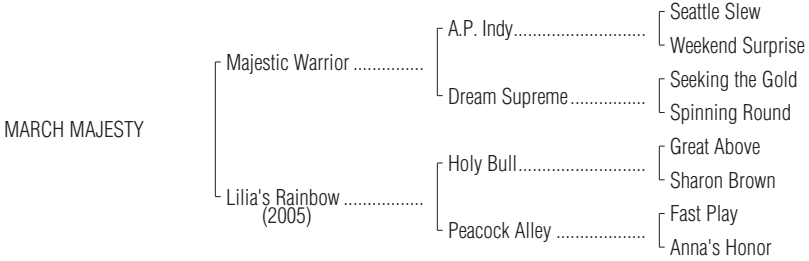 Seattle Slew
A.P. Indy..........................
Weekend Surprise
Majestic Warrior ..............
Seeking the Gold
Dream Supreme...............
Spinning Round
MARCH MAJESTY
Great Above
Holy Bull.........................
Sharon Brown
Lilia's Rainbow ................
(2005)
Fast Play
Peacock Alley .................
Anna's Honor